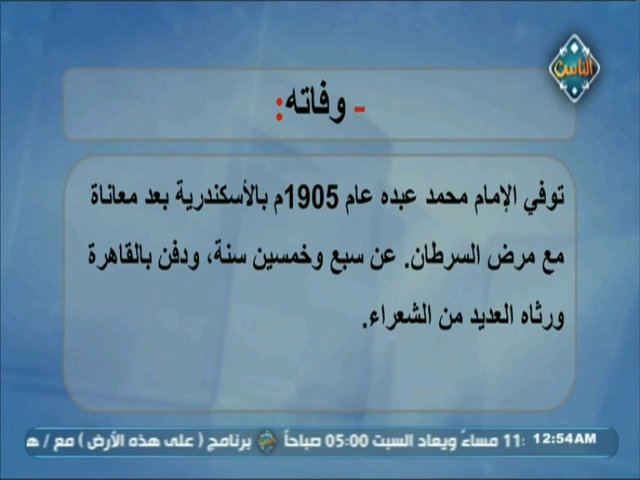 الناس
- وفاته:
توفي الإمام محمد عبده عام 1905م بالأسكندرية بعد معاناة
مع مرض السرطان. عن سبع وخمسين سنة، ودفن بالقاهرة
ورثاه العديد من الشعراء.
11: مساءً ويعاد السبت 05:00 صباحاً برنامج ( على هذه الأرض ) مع / هـ
12:54AM